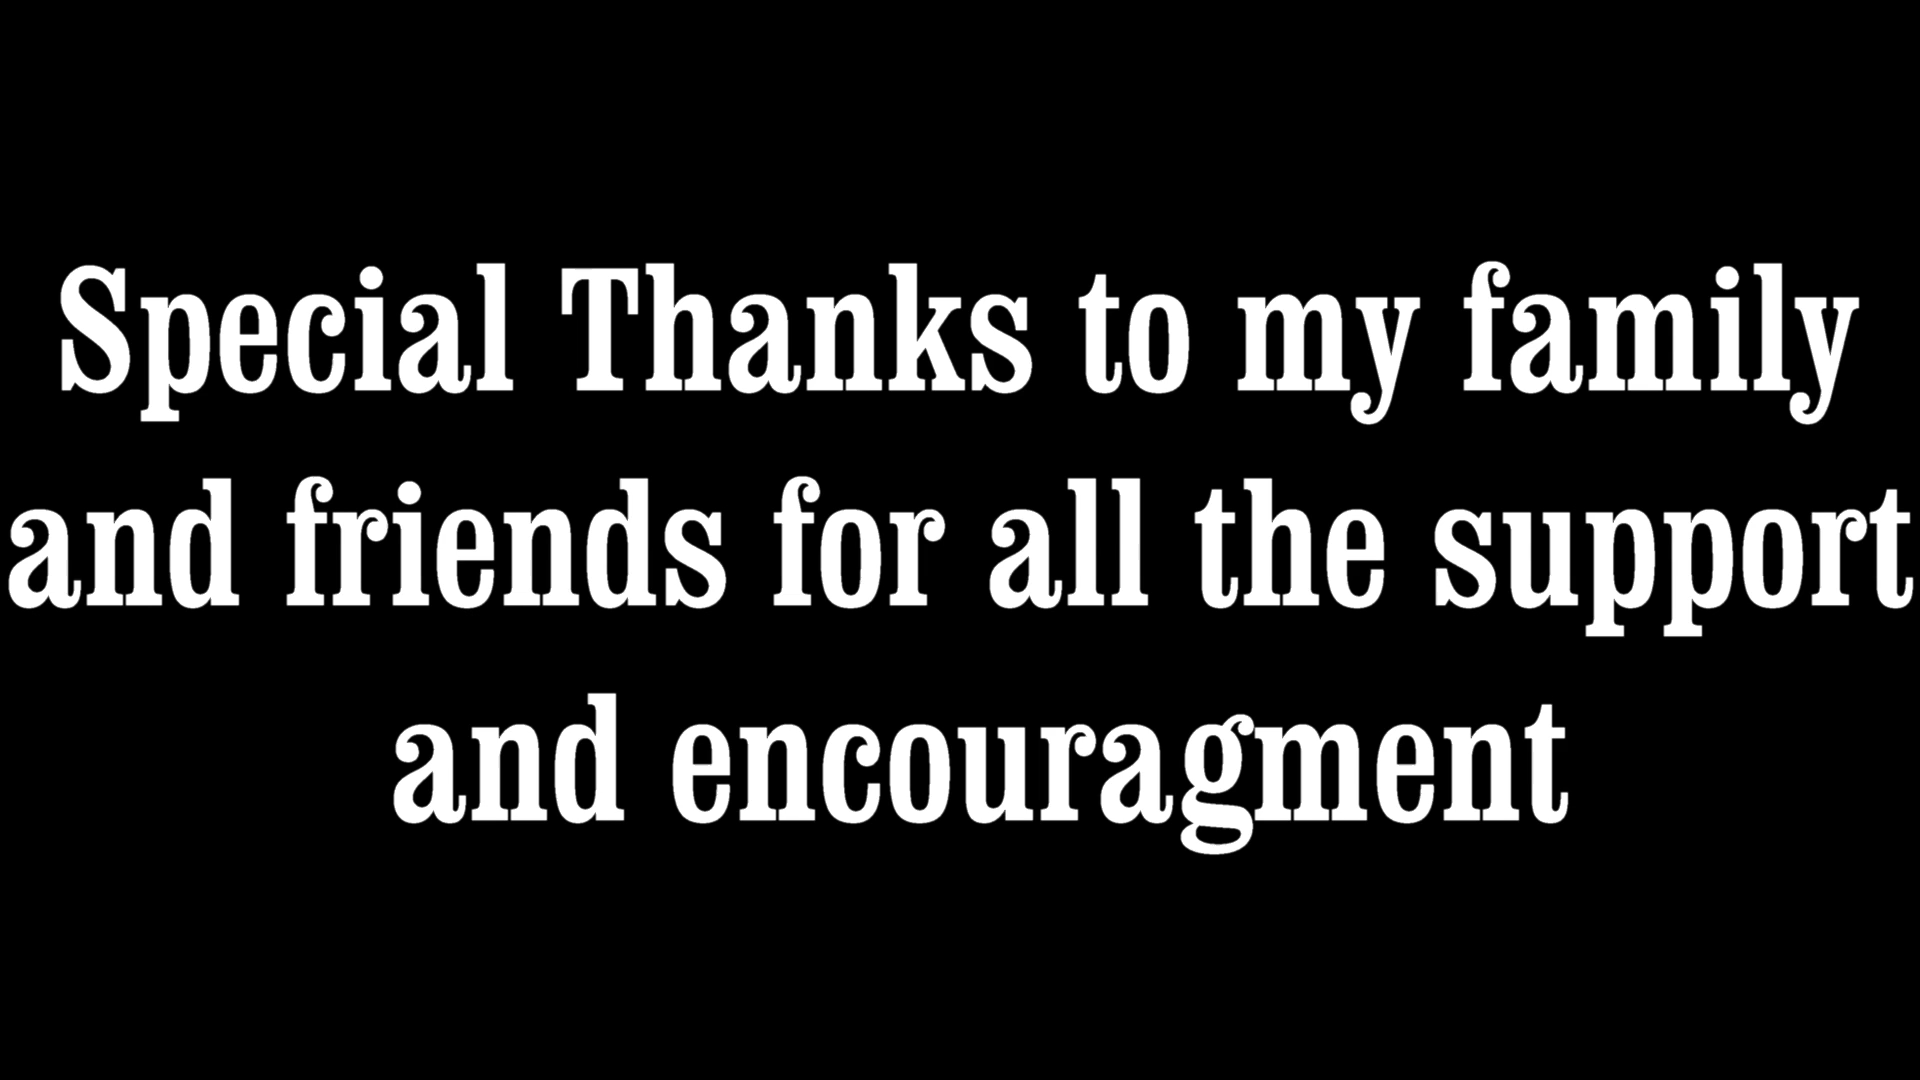 Special Thanks to my family
and friends for all the support
and encouragment